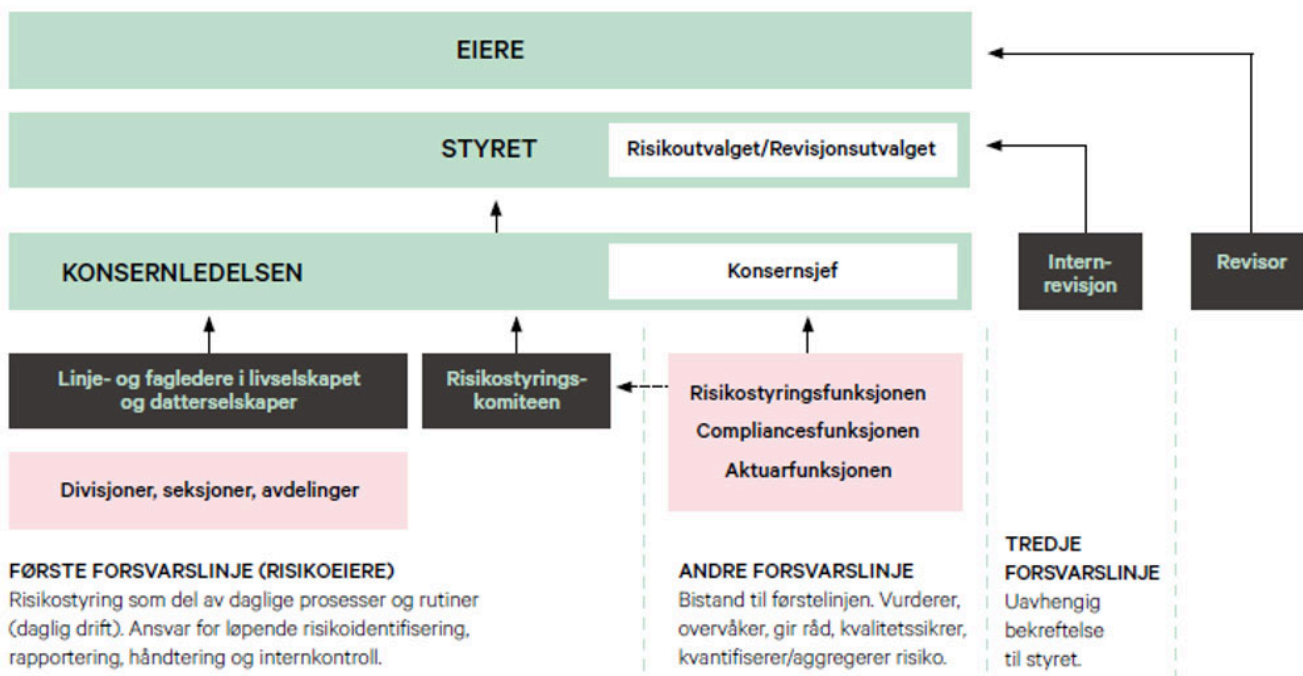 EIERE
STYRET
Risikoutvalget/Revisjonsutvalget
KONSERNLEDELSEN
Konsernsjef
Intern-
revisjon
Revisor
Linje- og fagledere i livselskapet
og datterselskaper
Risikostyrings-
komiteen
Risikostyringsfunksjonen
Compliancesfunksjonen
Aktuarfunksjonen
Divisjoner, seksjoner, avdelinger
FØRSTE FORSVARSLINJE (RISIKOEIERE)
Risikostyring som del av daglige prosesser og rutiner
(daglig drift). Ansvar for løpende risikoidentifisering,
rapportering, håndtering og internkontroll.
ANDRE FORSVARSLINJE
Bistand til førstelinjen. Vurderer,
overvåker, gir råd, kvalitetssikrer,
kvantifiserer/aggregerer risiko.
TREDJE
FORSVARSLINJE
Uavhengig
bekreftelse
til styret.